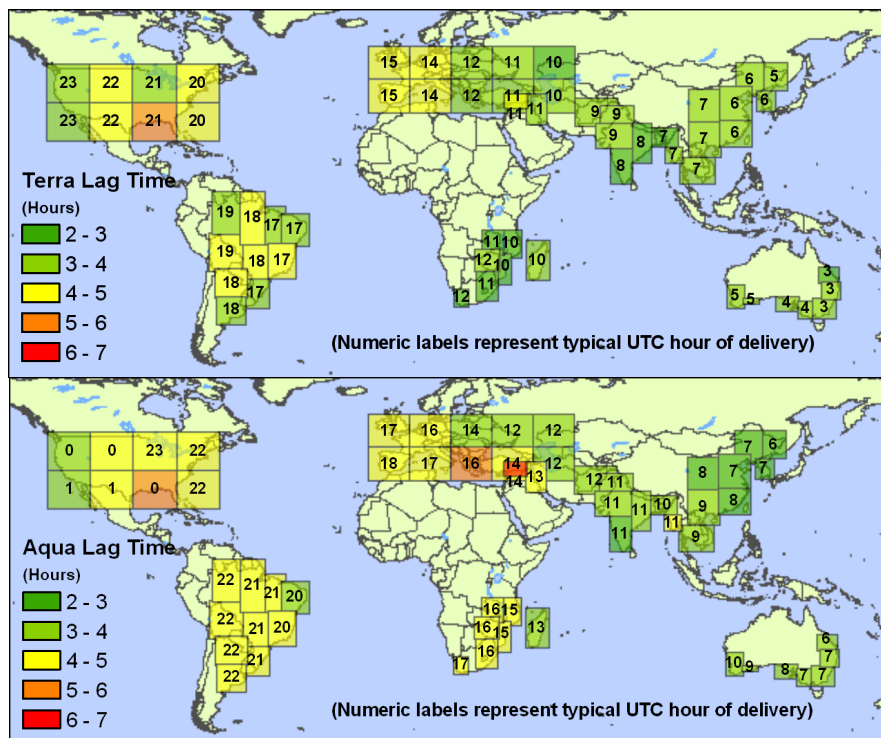 23 22 21 20
23 22 21 20
15 14 12 11 10
15 14 12 11 10
11 11
9 9
9 8 7
8 7
6 5
7 6 6
7 6
7
Terra Lag Time
(Hours)
2 - 3
3 - 4
4 - 5
5 - 6
6 - 7
19 18 17 17
19 18 17
18 17
18
11 10
12 10 10
11
12
3
5 5 4 4 3 3
(Numeric labels represent typical UTC hour of delivery)
0 0 23 22
1 1 0 22
17 16 14 12 12
18 17 16 14 12
14 13
12 11
11 11 10
11 11
7 6
8 7 7
9 8
9
Aqua Lag Time
(Hours)
2 - 3
3 - 4
4 - 5
5 - 6
6 - 7
22 21 21 20
22 21 20
22 21
22
16 15
16 15 13
16
17
6
10 9 8 7 7 7
(Numeric labels represent typical UTC hour of delivery)